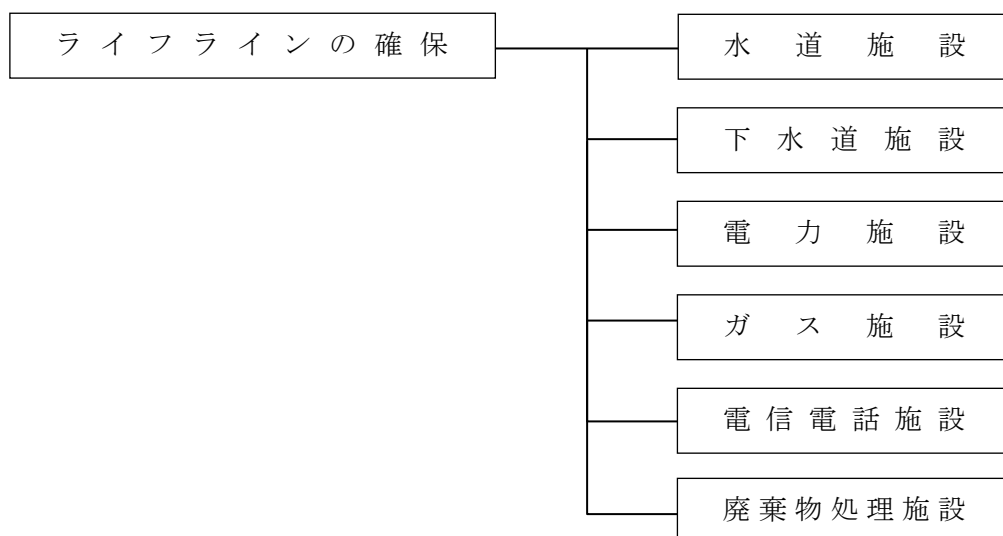 ライフラインの確保
水道施設
下水道施設
電力施設
ガス施設
電信電話施設
廃棄物処理施設